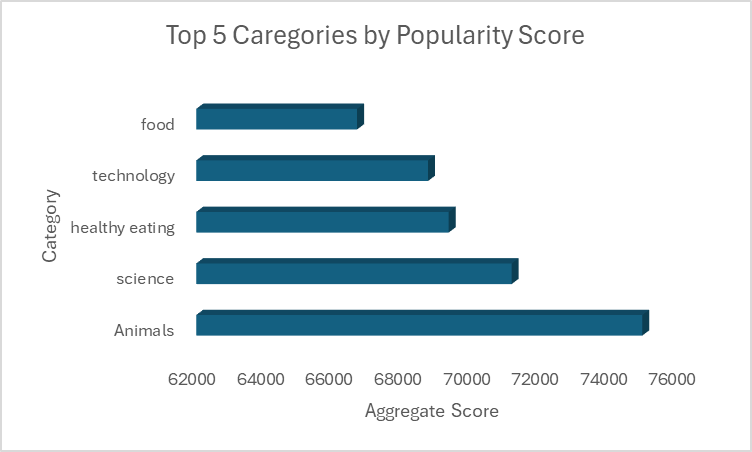 Top 5 Caregories by Popularity Score
food
technology
healthy eating
science
Animals
Category
62000 64000 66000 68000 70000 72000 74000 76000
Aggregate Score